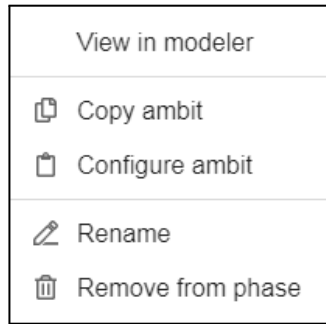 View in modeler
Copy ambit
Configure ambit
Rename
Remove from phase